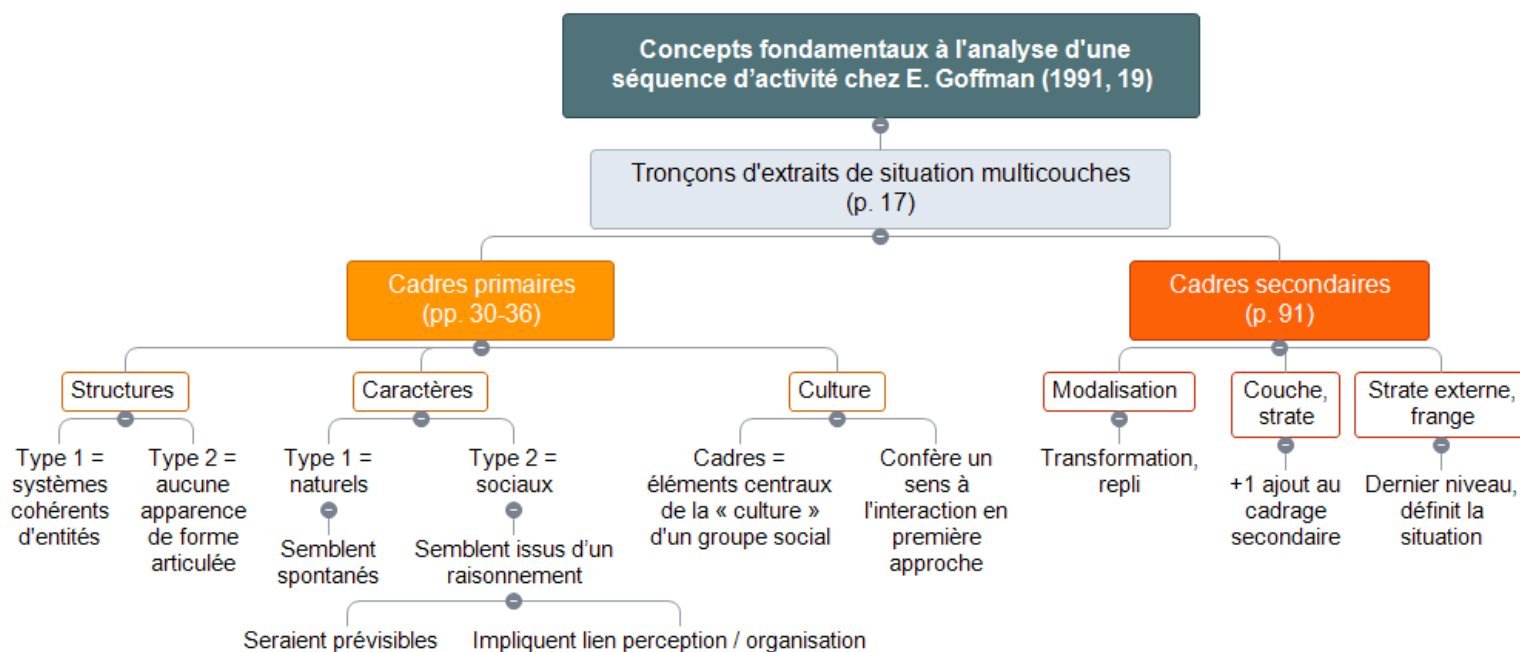 Concepts fondamentaux à l'analyse d'une
séquence d’activité chez E. Goffman (1991, 19)
Tronçons d'extraits de situation multicouches
(p. 17)
Cadres primaires
(pp. 30-36)
Cadres secondaires
(p. 91)
Structures
Caractères
Culture
Modalisation
Couche,
strate
Strate externe,
frange
Type 1 =
systèmes
cohérents
d'entités
Type 2 =
aucune
apparence
de forme
articulée
Type 1 =
naturels
Type 2 =
sociaux
Cadres =
éléments centraux
de la « culture »
d'un groupe social
Confère un
sens à
l'interaction en
première
approche
Transformation,
repli
+1 ajout au
cadrage
secondaire
Dernier niveau,
définit la
situation
Semblent
spontanés
Semblent issus d’un
raisonnement
Seraient prévisibles
Impliquent lien perception / organisation